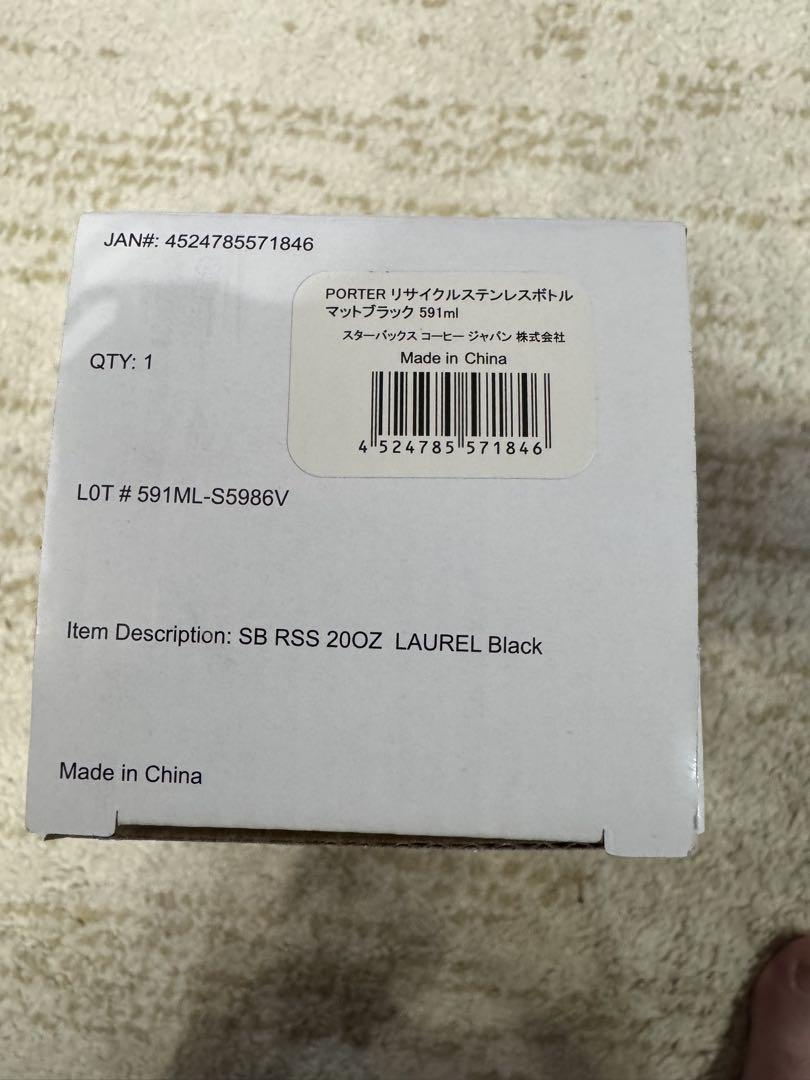 JAN#: 4524785571846
PORTER リサイクルステンレスボトル
マットブラック 591ml
スターバックス コーヒー ジャパン 株式会社
Made in China
4 524785 571846
QTY: 1
L0T # 591ML-S5986V
Item Description: SB RSS 20OZ LAUREL Black
Made in China